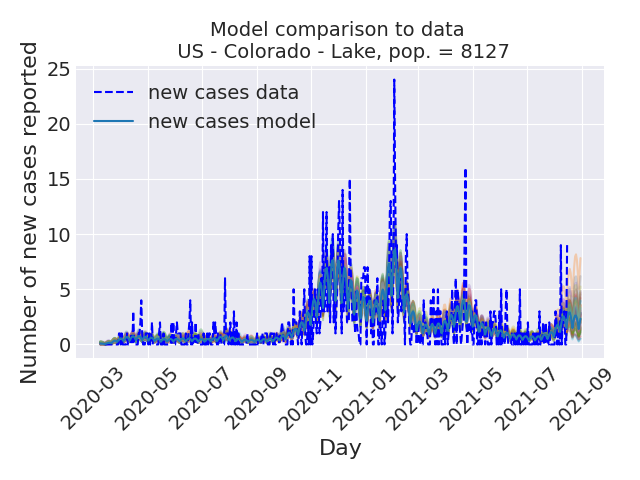 Model comparison to data
US - Colorado - Lake, pop. = 8127
Number of new cases reported
25
20
15
10
5
0
new cases data
new cases model
2020-03
2020-05
2020-07
2020-09
2020-11
2021-01
2021-03
2021-05
2021-07
2021-09
Day